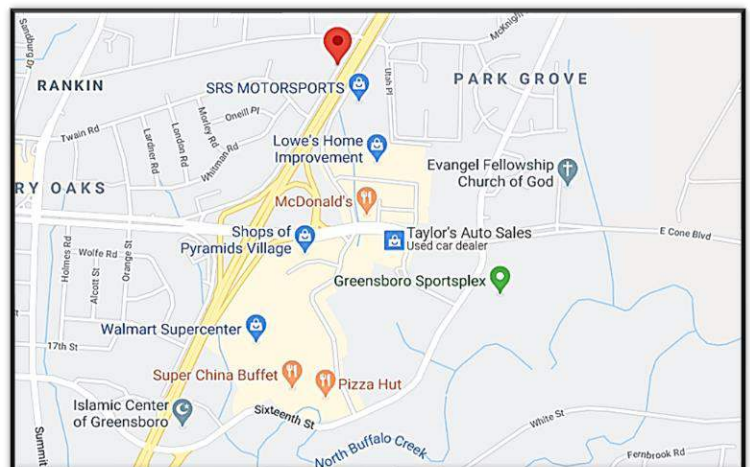 Sandburg Dr
McKnight
RANKIN
SRS MOTORSPORTS
Utah Pl
PARK GROVE
Oneill Pl
Twain Rd
Lardner Rd
London Rd
Morley Rd
Whitman Rd
Lowe's Home
Improvement
Evangel Fellowship
Church of God
RY OAKS
McDonald's
Shops of
Pyramids Village
Taylor's Auto Sales
Used car dealer
E Cone Blvd
Holmes Rd
Wolfe Rd
Alcott St
Orange St
Greensboro Sportsplex
Walmart Supercenter
17th St
Super China Buffet
Pizza Hut
Islamic Center
of Greensboro
Sixteenth St
White St
Summit
North Buffalo Creek
Fernbrook Rd